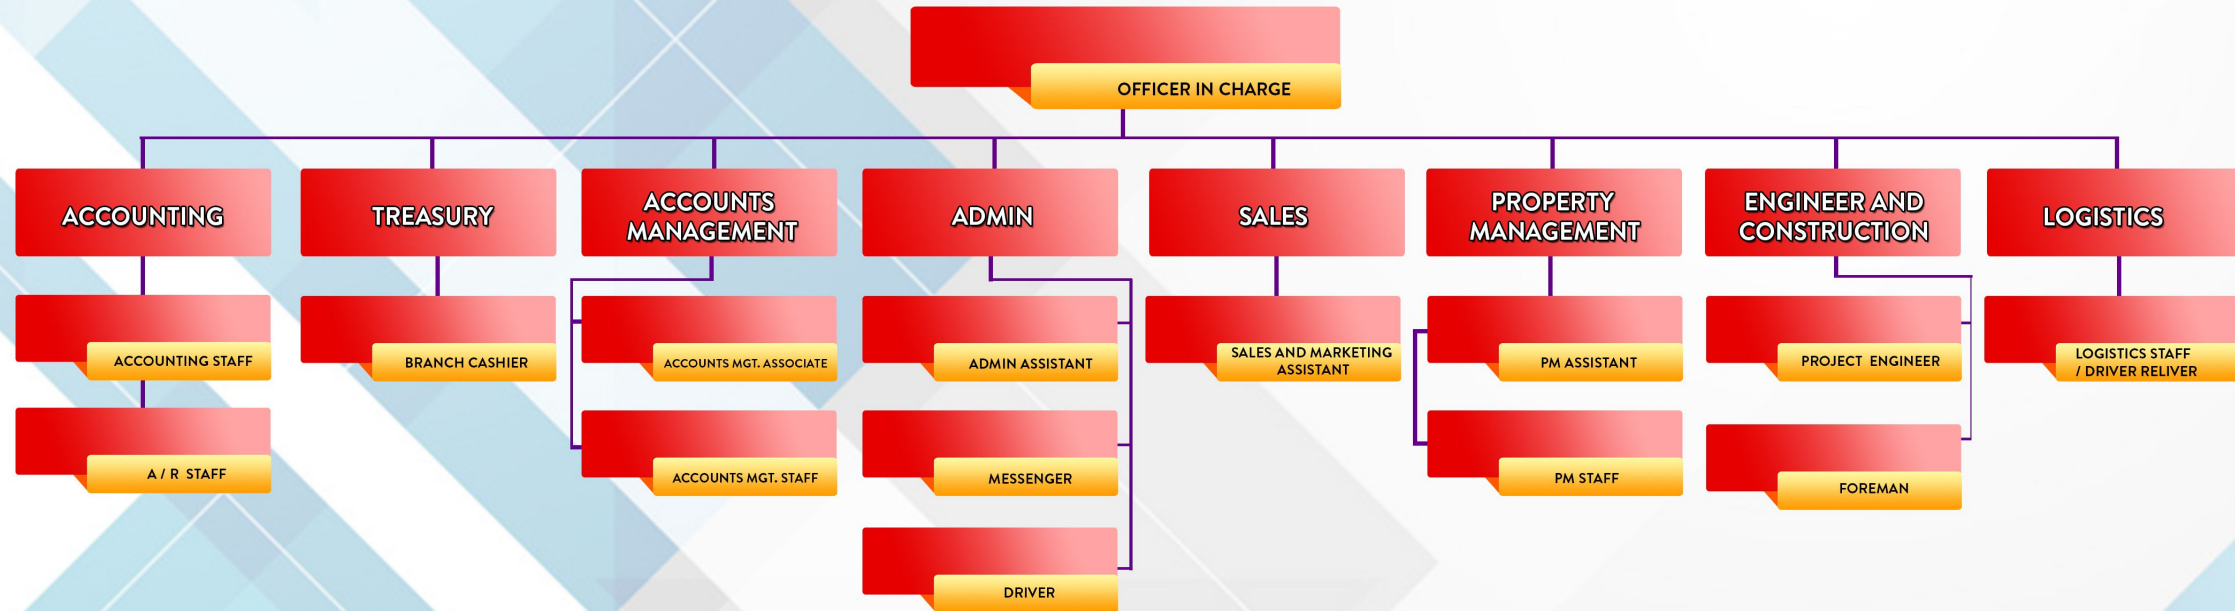 OFFICER IN CHARGE
ACCOUNTING
TREASURY
ACCOUNTS
MANAGEMENT
ADMIN
SALES
PROPERTY
MANAGEMENT
ENGINEER AND
CONSTRUCTION
LOGISTICS
ACCOUNTING STAFF
BRANCH CASHIER
ACCOUNTS MGT. ASSOCIATE
ADMIN ASSISTANT
SALES AND MARKETING
ASSISTANT
PM ASSISTANT
PROJECT ENGINEER
LOGISTICS STAFF
/ DRIVER RELIVER
A / R STAFF
ACCOUNTS MGT. STAFF
MESSENGER
PM STAFF
FOREMAN
DRIVER